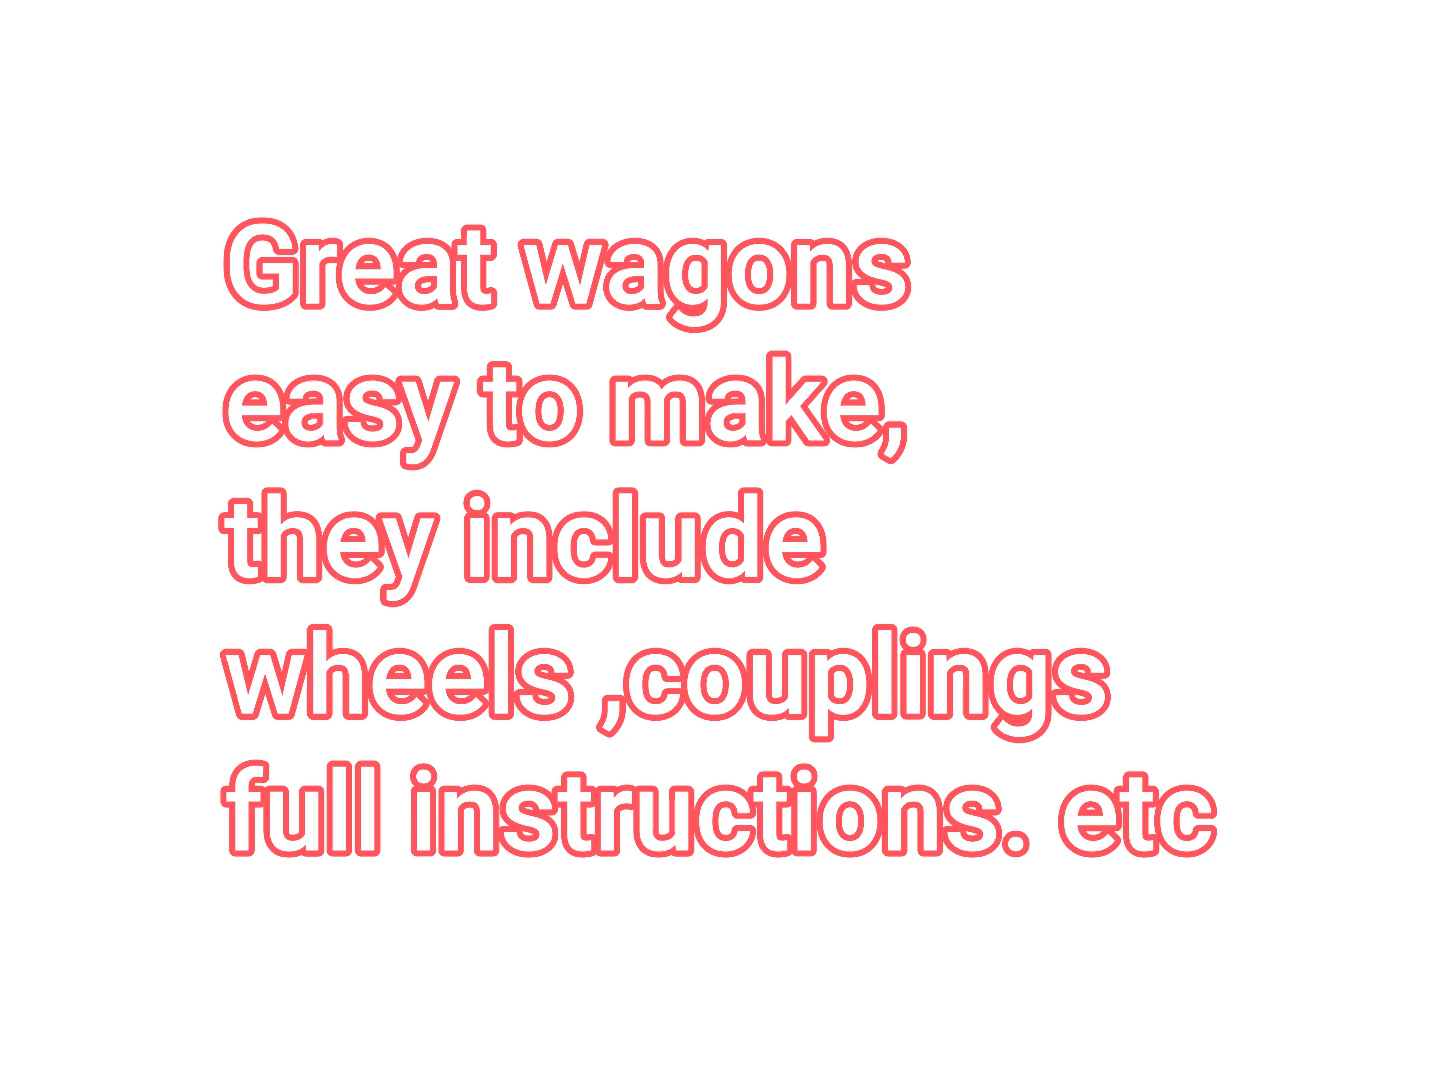 Great wagons
easy to make,
they include
wheels ,couplings
full instructions. etc